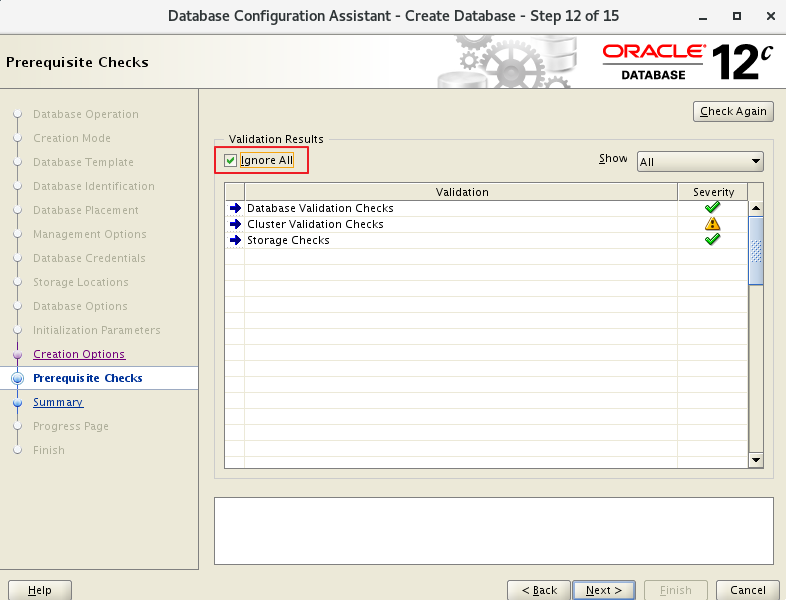 Database Configuration Assistant - Create Database - Step 12 of 15
Prerequisite Checks
ORACLE®
DATABASE
12c
Database Operation
Creation Mode
Database Template
Database Identification
Database Placement
Management Options
Database Credentials
Storage Locations
Database Options
Initialization Parameters
Creation Options
Prerequisite Checks
Summary
Progress Page
Finish
Check Again
Validation Results
Ignore All
Show
All
Validation
Severity
Database Validation Checks
Cluster Validation Checks
Storage Checks
Help
< Back
Next >
Finish
Cancel